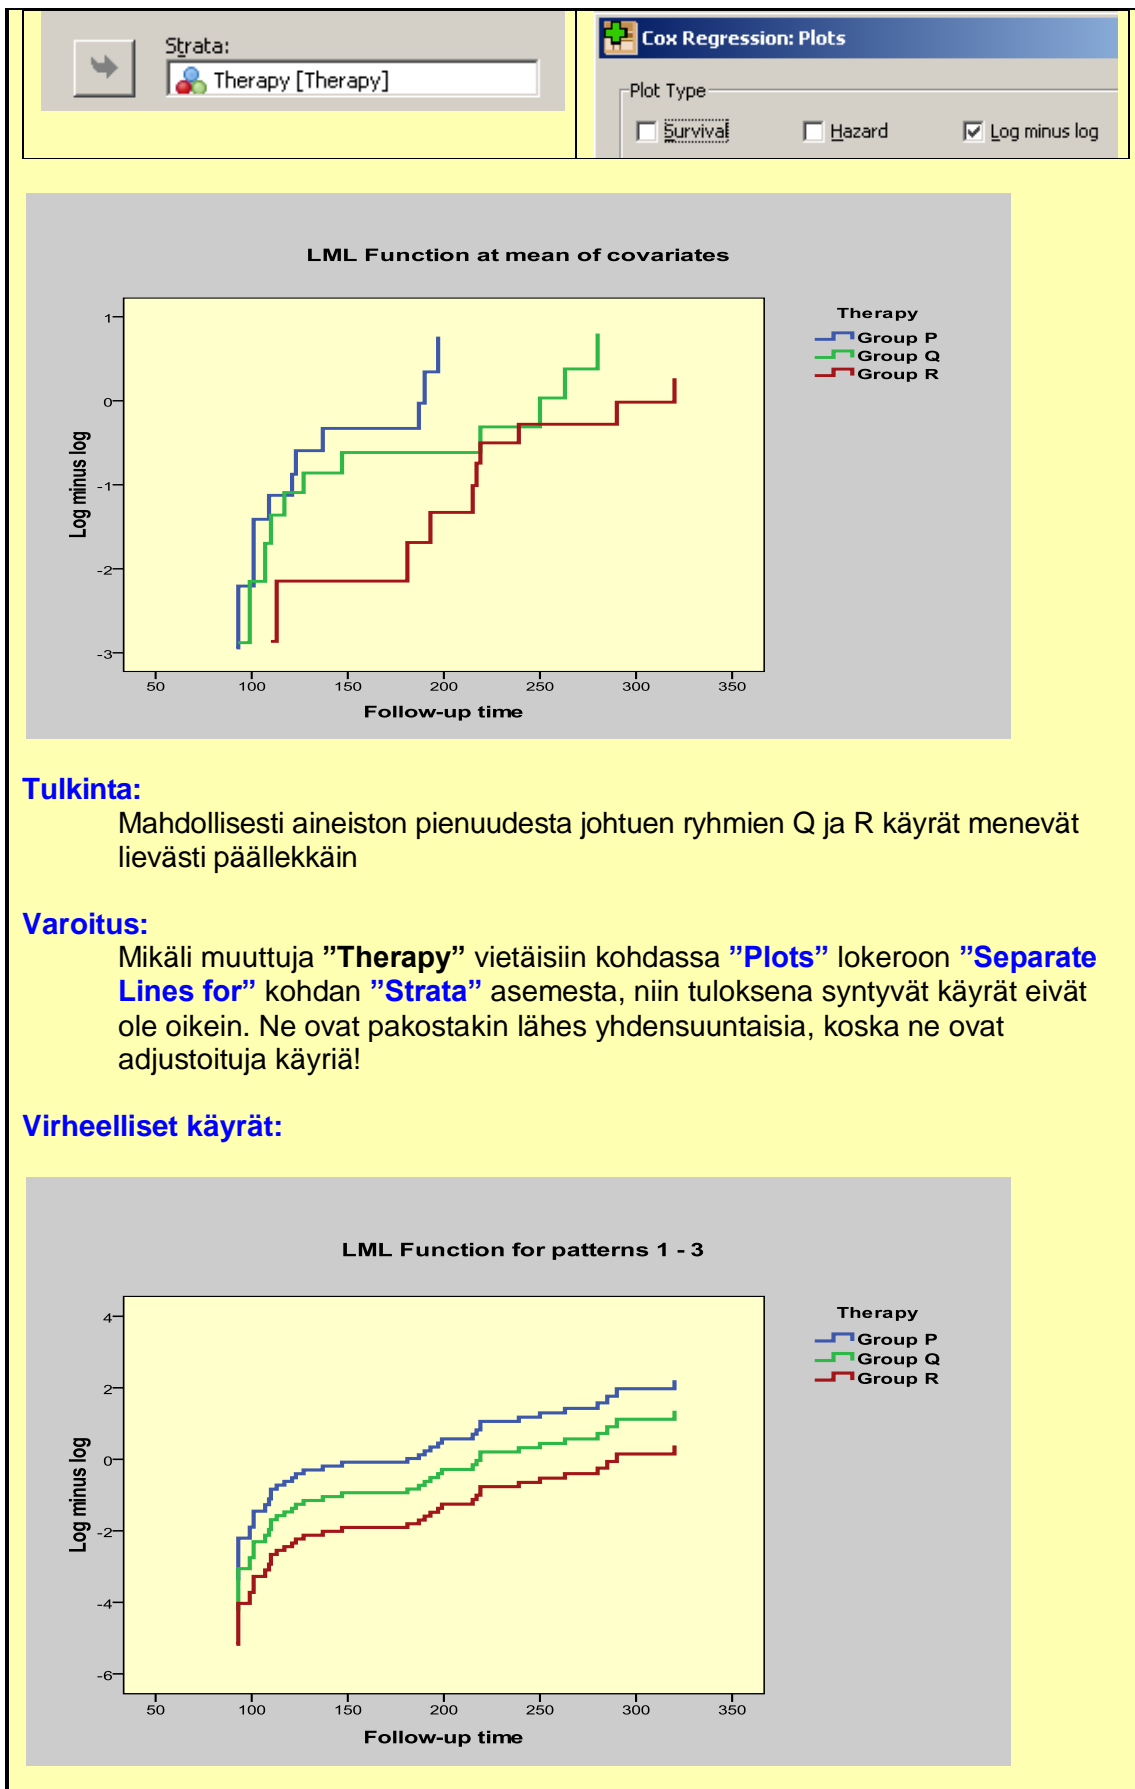 Strata:
Therapy [Therapy]
Cox Regression: Plots
Plot Type
Survival
Hazard
Log minus log
LML Function at mean of covariates
Therapy
Group P
Group Q
Group R
Log minus log
1
0
-1
-2
-3
50 100 150 200 250 300 350
Follow-up time
Tulkinta:
Mahdollisesti aineiston pienuudesta johtuen ryhmien Q ja R käyrät menevät
lievästi päällekkäin
Varoitus:
Mikäli muuttuja ”Therapy” vietäisiin kohdassa ”Plots” lokeroon ”Separate
Lines for” kohdan ”Strata” asemesta, niin tuloksena syntyvät käyrät eivät
ole oikein. Ne ovat pakostakin lähes yhdensuuntaisia, koska ne ovat
adjustoituja käyriä!
Virheelliset käyrät:
LML Function for patterns 1 - 3
Therapy
Group P
Group Q
Group R
Log minus log
4
2
0
-2
-4
-6
50 100 150 200 250 300 350
Follow-up time